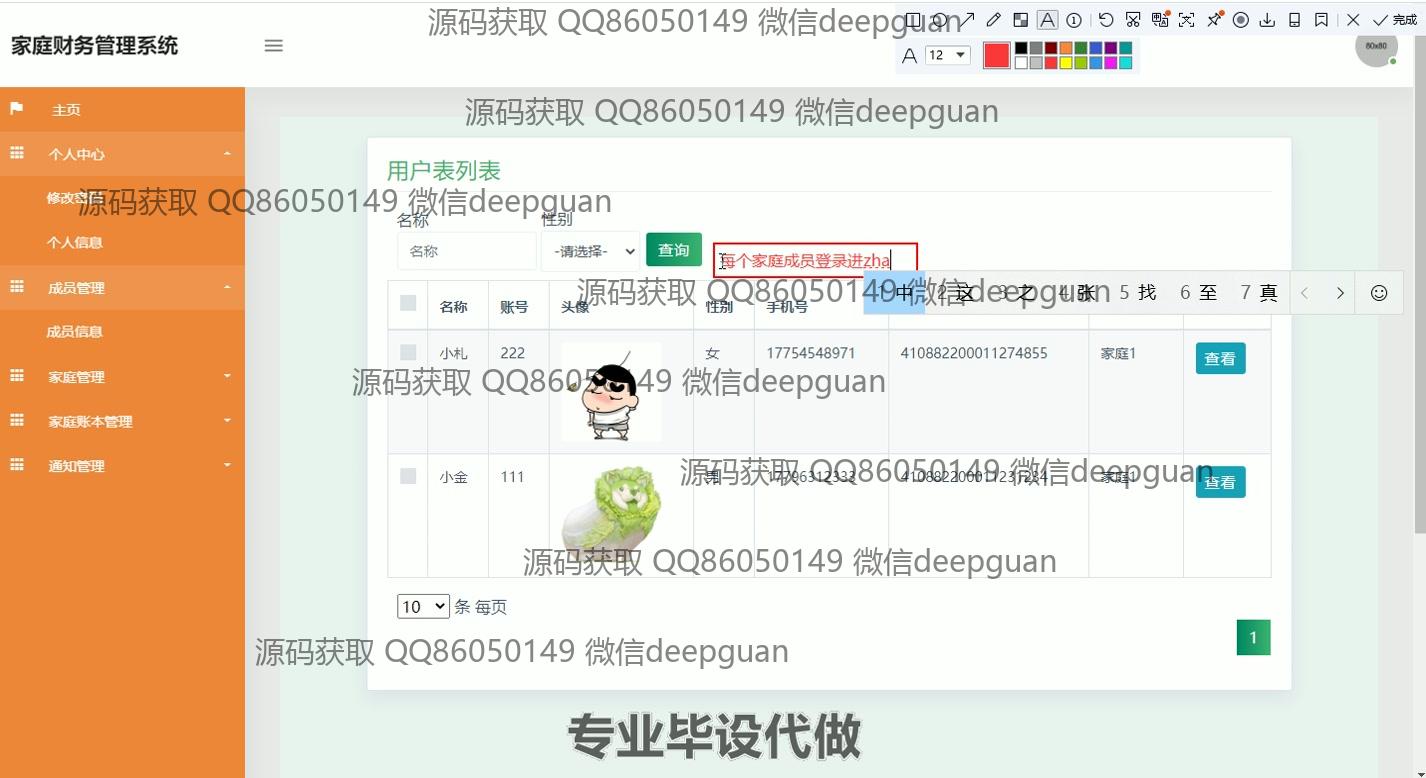 源码获取 QQ86050149 微信deepguan
完成
家庭财务管理系统
A 12
80x80
主页
源码获取 QQ86050149 微信deepguan
个人中心
用户表列表
修改密码
源码获取 QQ86050149 微信deepguan
名称
性别
个人信息
名称
-请选择-
查询
每个家庭成员登录进zha
成员管理
源码获取 QQ86050149 微信deepguan
1 中 2 这 3 之 4 张 5 找 6 至 7 真
名称 账号 头像 性别 手机号
成员信息
小札 222 女 17754548971 410882200011274855 家庭1 查看
家庭管理
源码获取 QQ86050149 微信deepguan
家庭账本管理
通知管理
源码获取 QQ86050149 微信deepguan
小金 111 男 17796312333 410882200011231234 家庭1 查看
源码获取 QQ86050149 微信deepguan
10 条 每页
1
源码获取 QQ86050149 微信deepguan
专业毕设代做